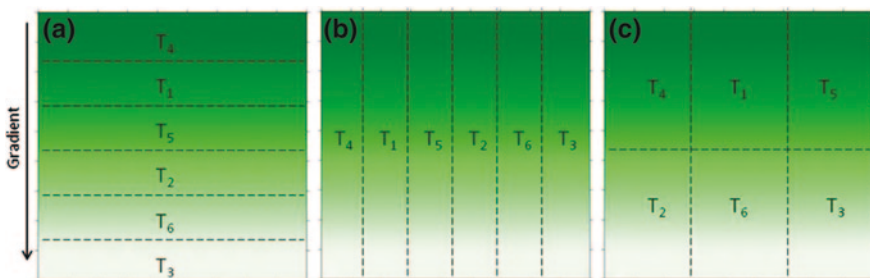 Gradient
(a)
T4
T1
T5
T2
T6
T3
(b)
T4 T1 T5 T2 T6 T3
(c)
T4 T1 T5
T2 T6 T3